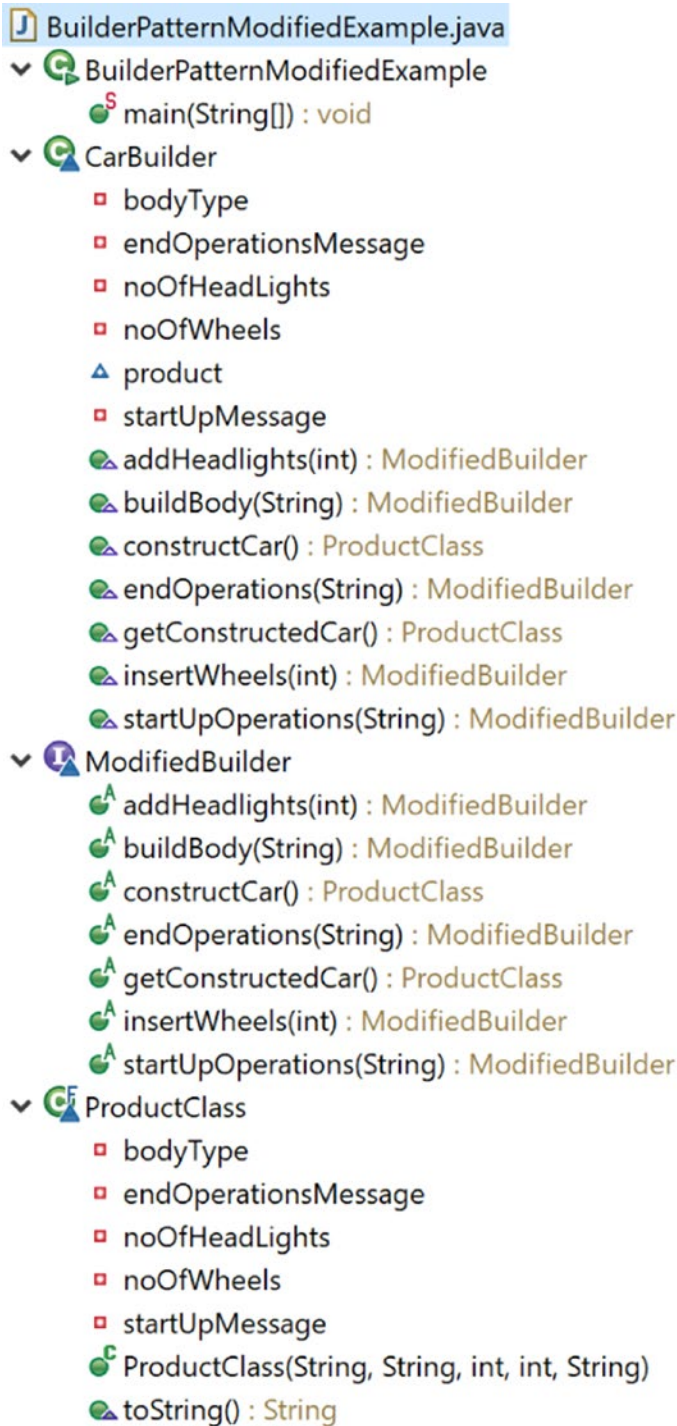 BuilderPatternModifiedExample.java
BuilderPatternModifiedExample
main(String[]) : void
CarBuilder
bodyType
endOperationsMessage
noOfHeadLights
noOfWheels
product
startUpMessage
addHeadlights(int) : ModifiedBuilder
buildBody(String) : ModifiedBuilder
constructCar() : ProductClass
endOperations(String) : ModifiedBuilder
getConstructedCar() : ProductClass
insertWheels(int) : ModifiedBuilder
startUpOperations(String) : ModifiedBuilder
ModifiedBuilder
addHeadlights(int) : ModifiedBuilder
buildBody(String) : ModifiedBuilder
constructCar() : ProductClass
endOperations(String) : ModifiedBuilder
getConstructedCar() : ProductClass
insertWheels(int) : ModifiedBuilder
startUpOperations(String) : ModifiedBuilder
ProductClass
bodyType
endOperationsMessage
noOfHeadLights
noOfWheels
startUpMessage
ProductClass(String, String, int, int, String)
toString() : String